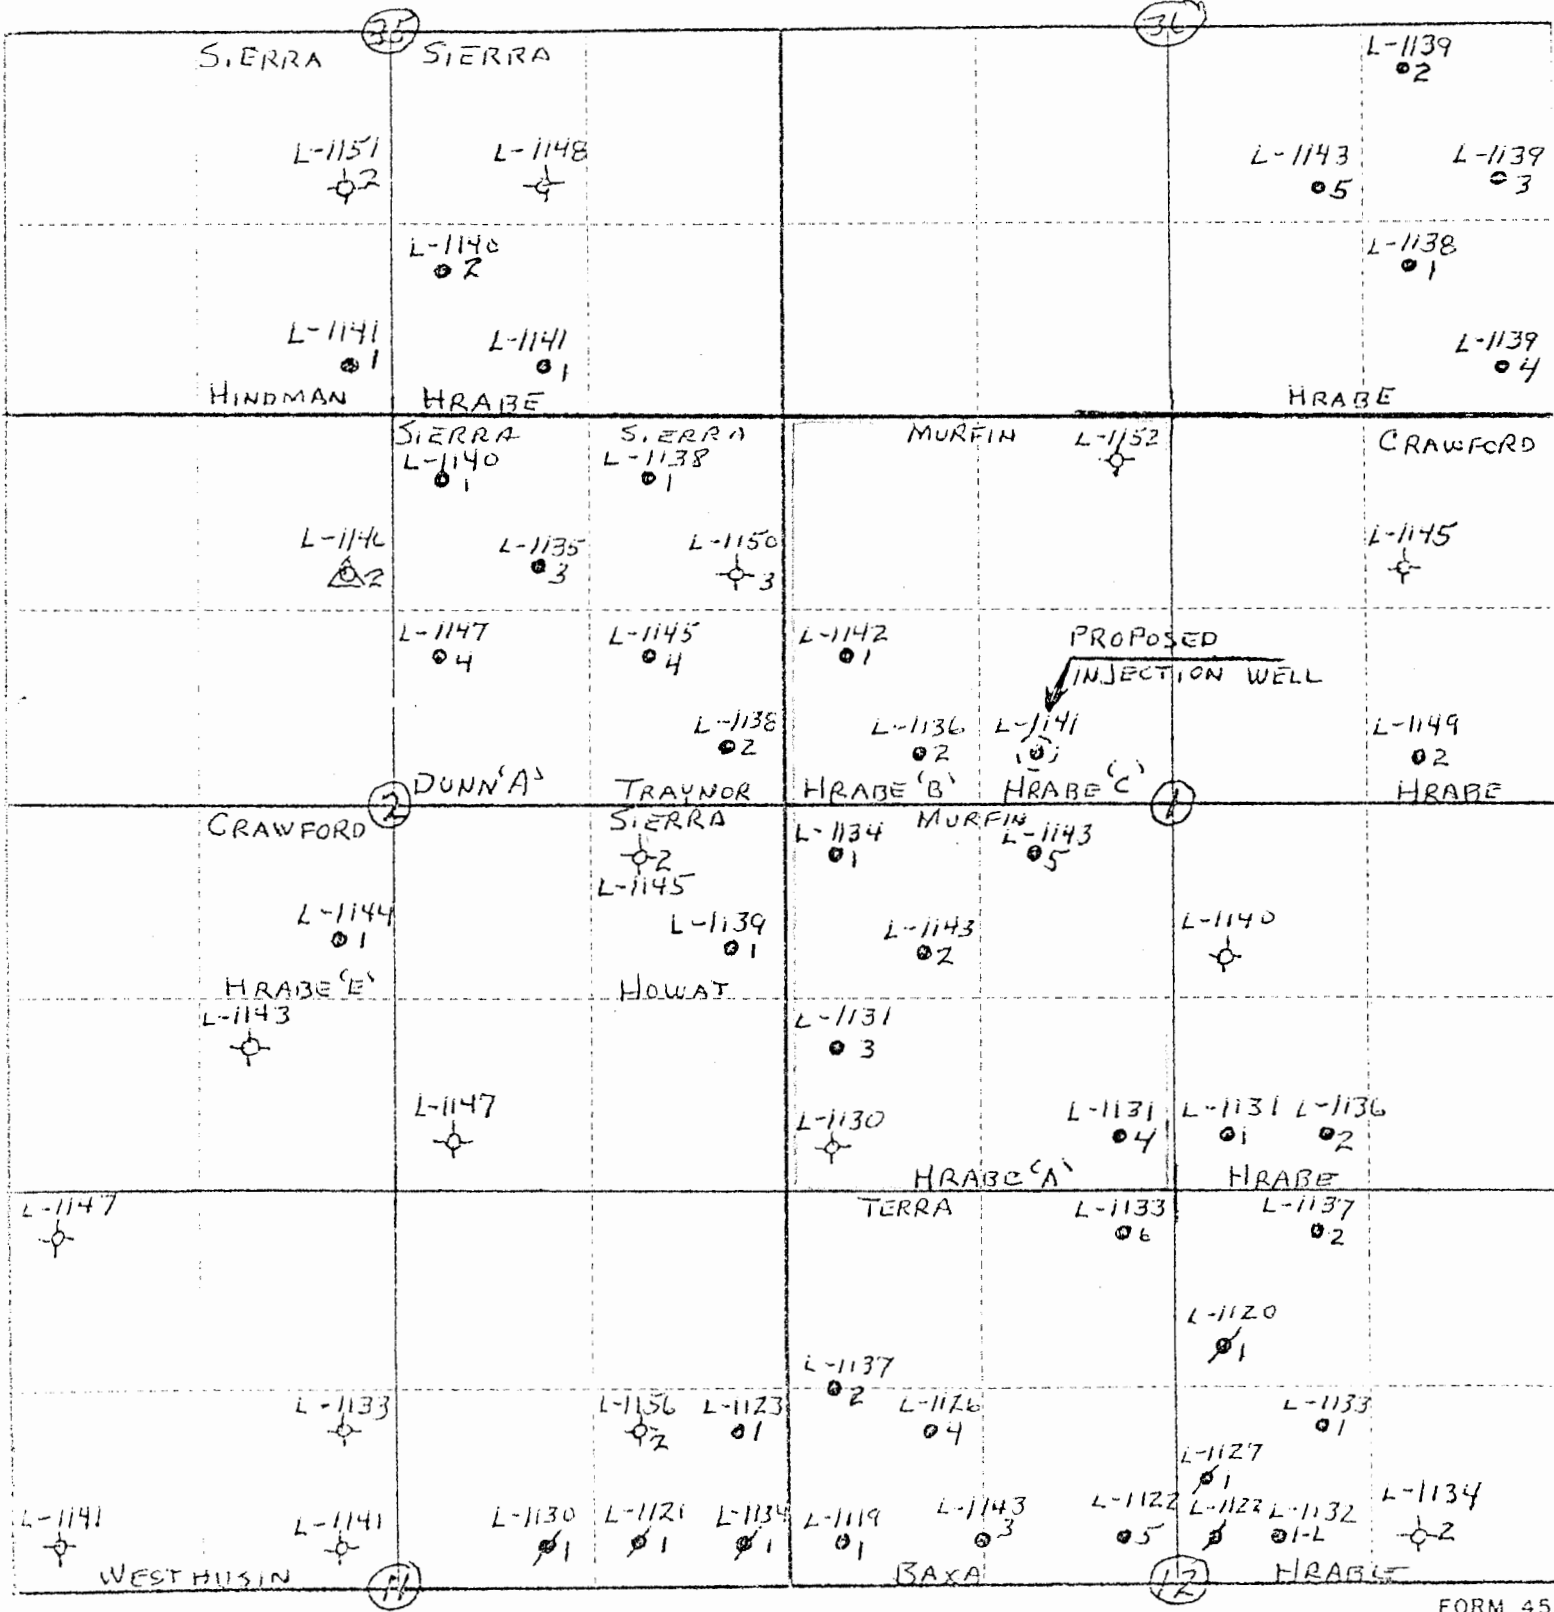 35
36
SIERRA SIERRA
L-1139
2
L-1151
2
L-1148
L-1143
5
L-1139
3
L-1140
2
L-1138
1
L-1141
1
L-1141
1
L-1139
4
HINDMAN HRABE HRABE
SIERRA SIERRA MURFIN L-1152 CRAWFORD
L-1140
1
L-1138
1
L-1146
2
L-1135
3
L-1150
3
L-1145
L-1147
4
L-1145
4
L-1142
1
PROPOSED
INJECTION WELL
L-1138
2
L-1136
2
L-1141
L-1149
2
DUNN 'A' TRAYNOR HRABE 'B' HRABE 'C' HRABE
2
1
CRAWFORD SIERRA MURFIN
2
L-1145
L-1134
1
L-1143
5
L-1144
1
L-1139
1
L-1143
2
L-1140
HRABE 'E' HOWAT
L-1143
L-1131
3
L-1147
L-1130
L-1131
4
L-1131
1
L-1136
2
HRABE 'A' HRABE
L-1147
TERRA
L-1133
6
L-1137
2
L-1120
1
L-1137
2
L-1133
L-1156
2
L-1123
1
L-1126
4
L-1133
1
L-1127
1
L-1141
L-1141
L-1130
1
L-1121
1
L-1134
1
L-1119
1
L-1143
3
L-1122
5
L-1122
L-1132
1-L
L-1134
2
WESTHUSIN BAXA HRABE
11
12
FORM 45